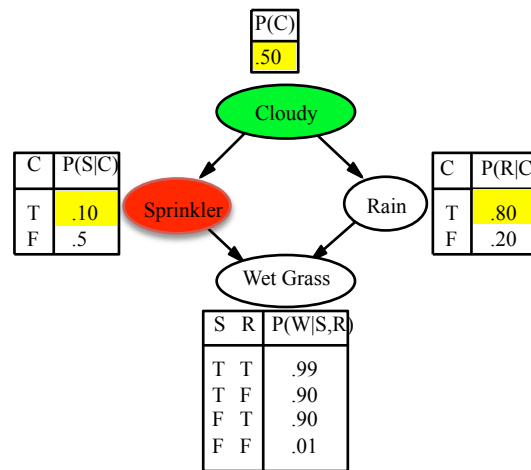 P(C)
.50
Cloudy
C P(S|C)
T .10
F .5
Sprinkler
Rain
C P(R|C
T .80
F .20
Wet Grass
S R P(W|S,R)
T T .99
T F .90
F T .90
F F .01